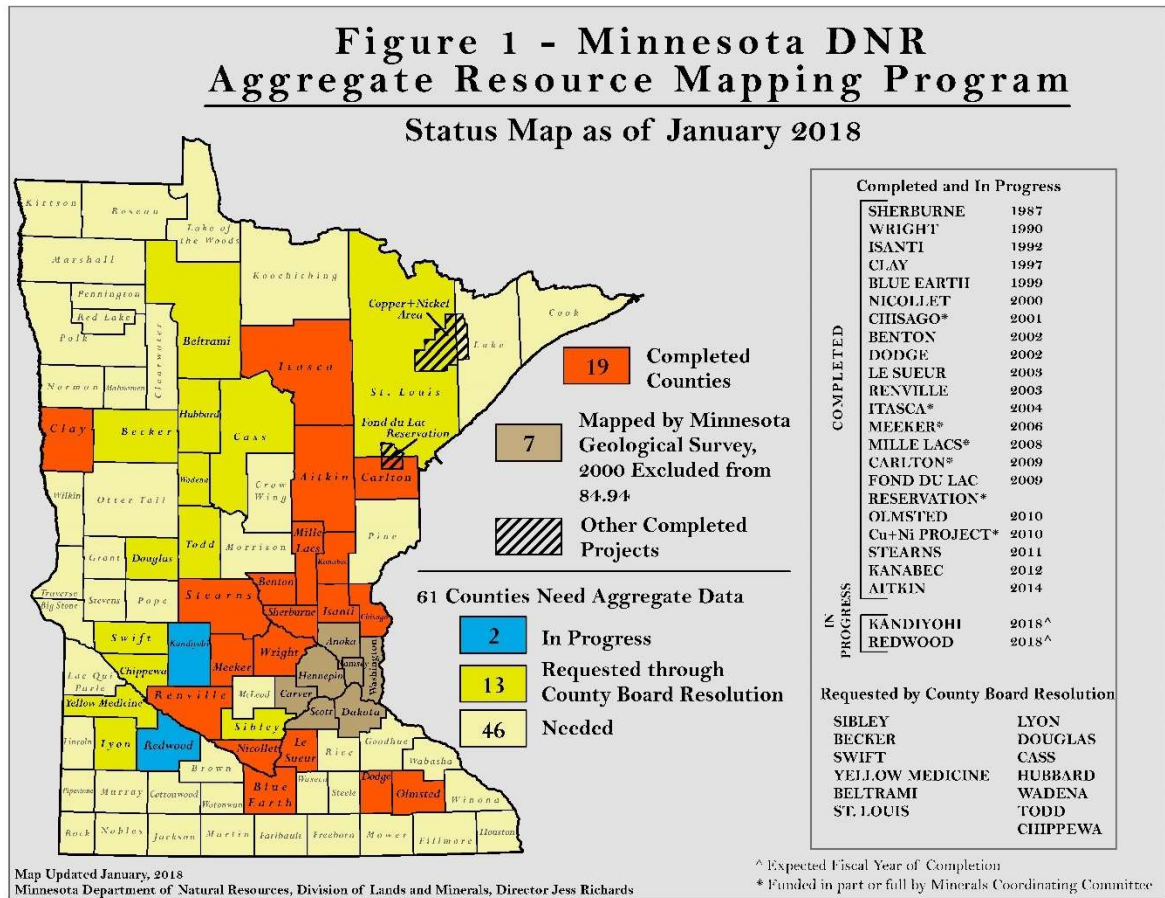 Figure 1 - Minnesota DNR
Aggregate Resource Mapping Program
Status Map as of January 2018
Kittson
Roseau
Lake of
the Woods
Marshall
Koochiching
Pennington
Red Lake
Polk
Clearwater
Beltrami
Norman
Mahnomen
Itasca
Copper+Nickel
Area
Lake
Cook
St. Louis
Fond du Lac
Reservation
Clay
Becker
Hubbard
Cass
Wadena
Aitkin
Carlton
Wilkin
Otter Tail
Crow
Wing
Pine
Grant
Douglas
Todd
Morrison
Mille
Lacs
Kanabec
Traverse
Big Stone
Stevens
Pope
Stearns
Benton
Sherburne
Isanti
Chisago
Swift
Kandiyohi
Meeker
Wright
Anoka
Ramsey
Washington
Hennepin
Lac Qui
Parle
Chippewa
Renville
McLeod
Carver
Scott
Dakota
Yellow Medicine
Sibley
Lincoln
Lyon
Redwood
Nicollet
Le
Sueur
Rice
Goodhue
Wabasha
Brown
Blue
Earth
Waseca
Steele
Dodge
Olmsted
Winona
Pipestone
Murray
Cottonwood
Watonwan
Rock
Nobles
Jackson
Martin
Faribault
Freeborn
Mower
Fillmore
Houston
19 Completed
Counties
7 Mapped by Minnesota
Geological Survey,
2000 Excluded from
84.94
Other Completed
Projects
61 Counties Need Aggregate Data
2 In Progress
13 Requested through
County Board Resolution
46 Needed
Completed and In Progress
COMPLETED
SHERBURNE 1987
WRIGHT 1990
ISANTI 1992
CLAY 1997
BLUE EARTH 1999
NICOLLET 2000
CHISAGO* 2001
BENTON 2002
DODGE 2002
LE SUEUR 2003
RENVILLE 2003
ITASCA* 2004
MEEKER* 2006
MILLE LACS* 2008
CARLTON* 2009
FOND DU LAC 2009
RESERVATION*
OLMSTED 2010
Cu+Ni PROJECT* 2010
STEARNS 2011
KANABEC 2012
AITKIN 2014
IN
PROGRESS
KANDIYOHI 2018^
REDWOOD 2018^
Requested by County Board Resolution
SIBLEY LYON
BECKER DOUGLAS
SWIFT CASS
YELLOW MEDICINE HUBBARD
BELTRAMI WADENA
ST. LOUIS TODD
CHIPPEWA
^ Expected Fiscal Year of Completion
* Funded in part or full by Minerals Coordinating Committee
Map Updated January, 2018
Minnesota Department of Natural Resources, Division of Lands and Minerals, Director Jess Richards